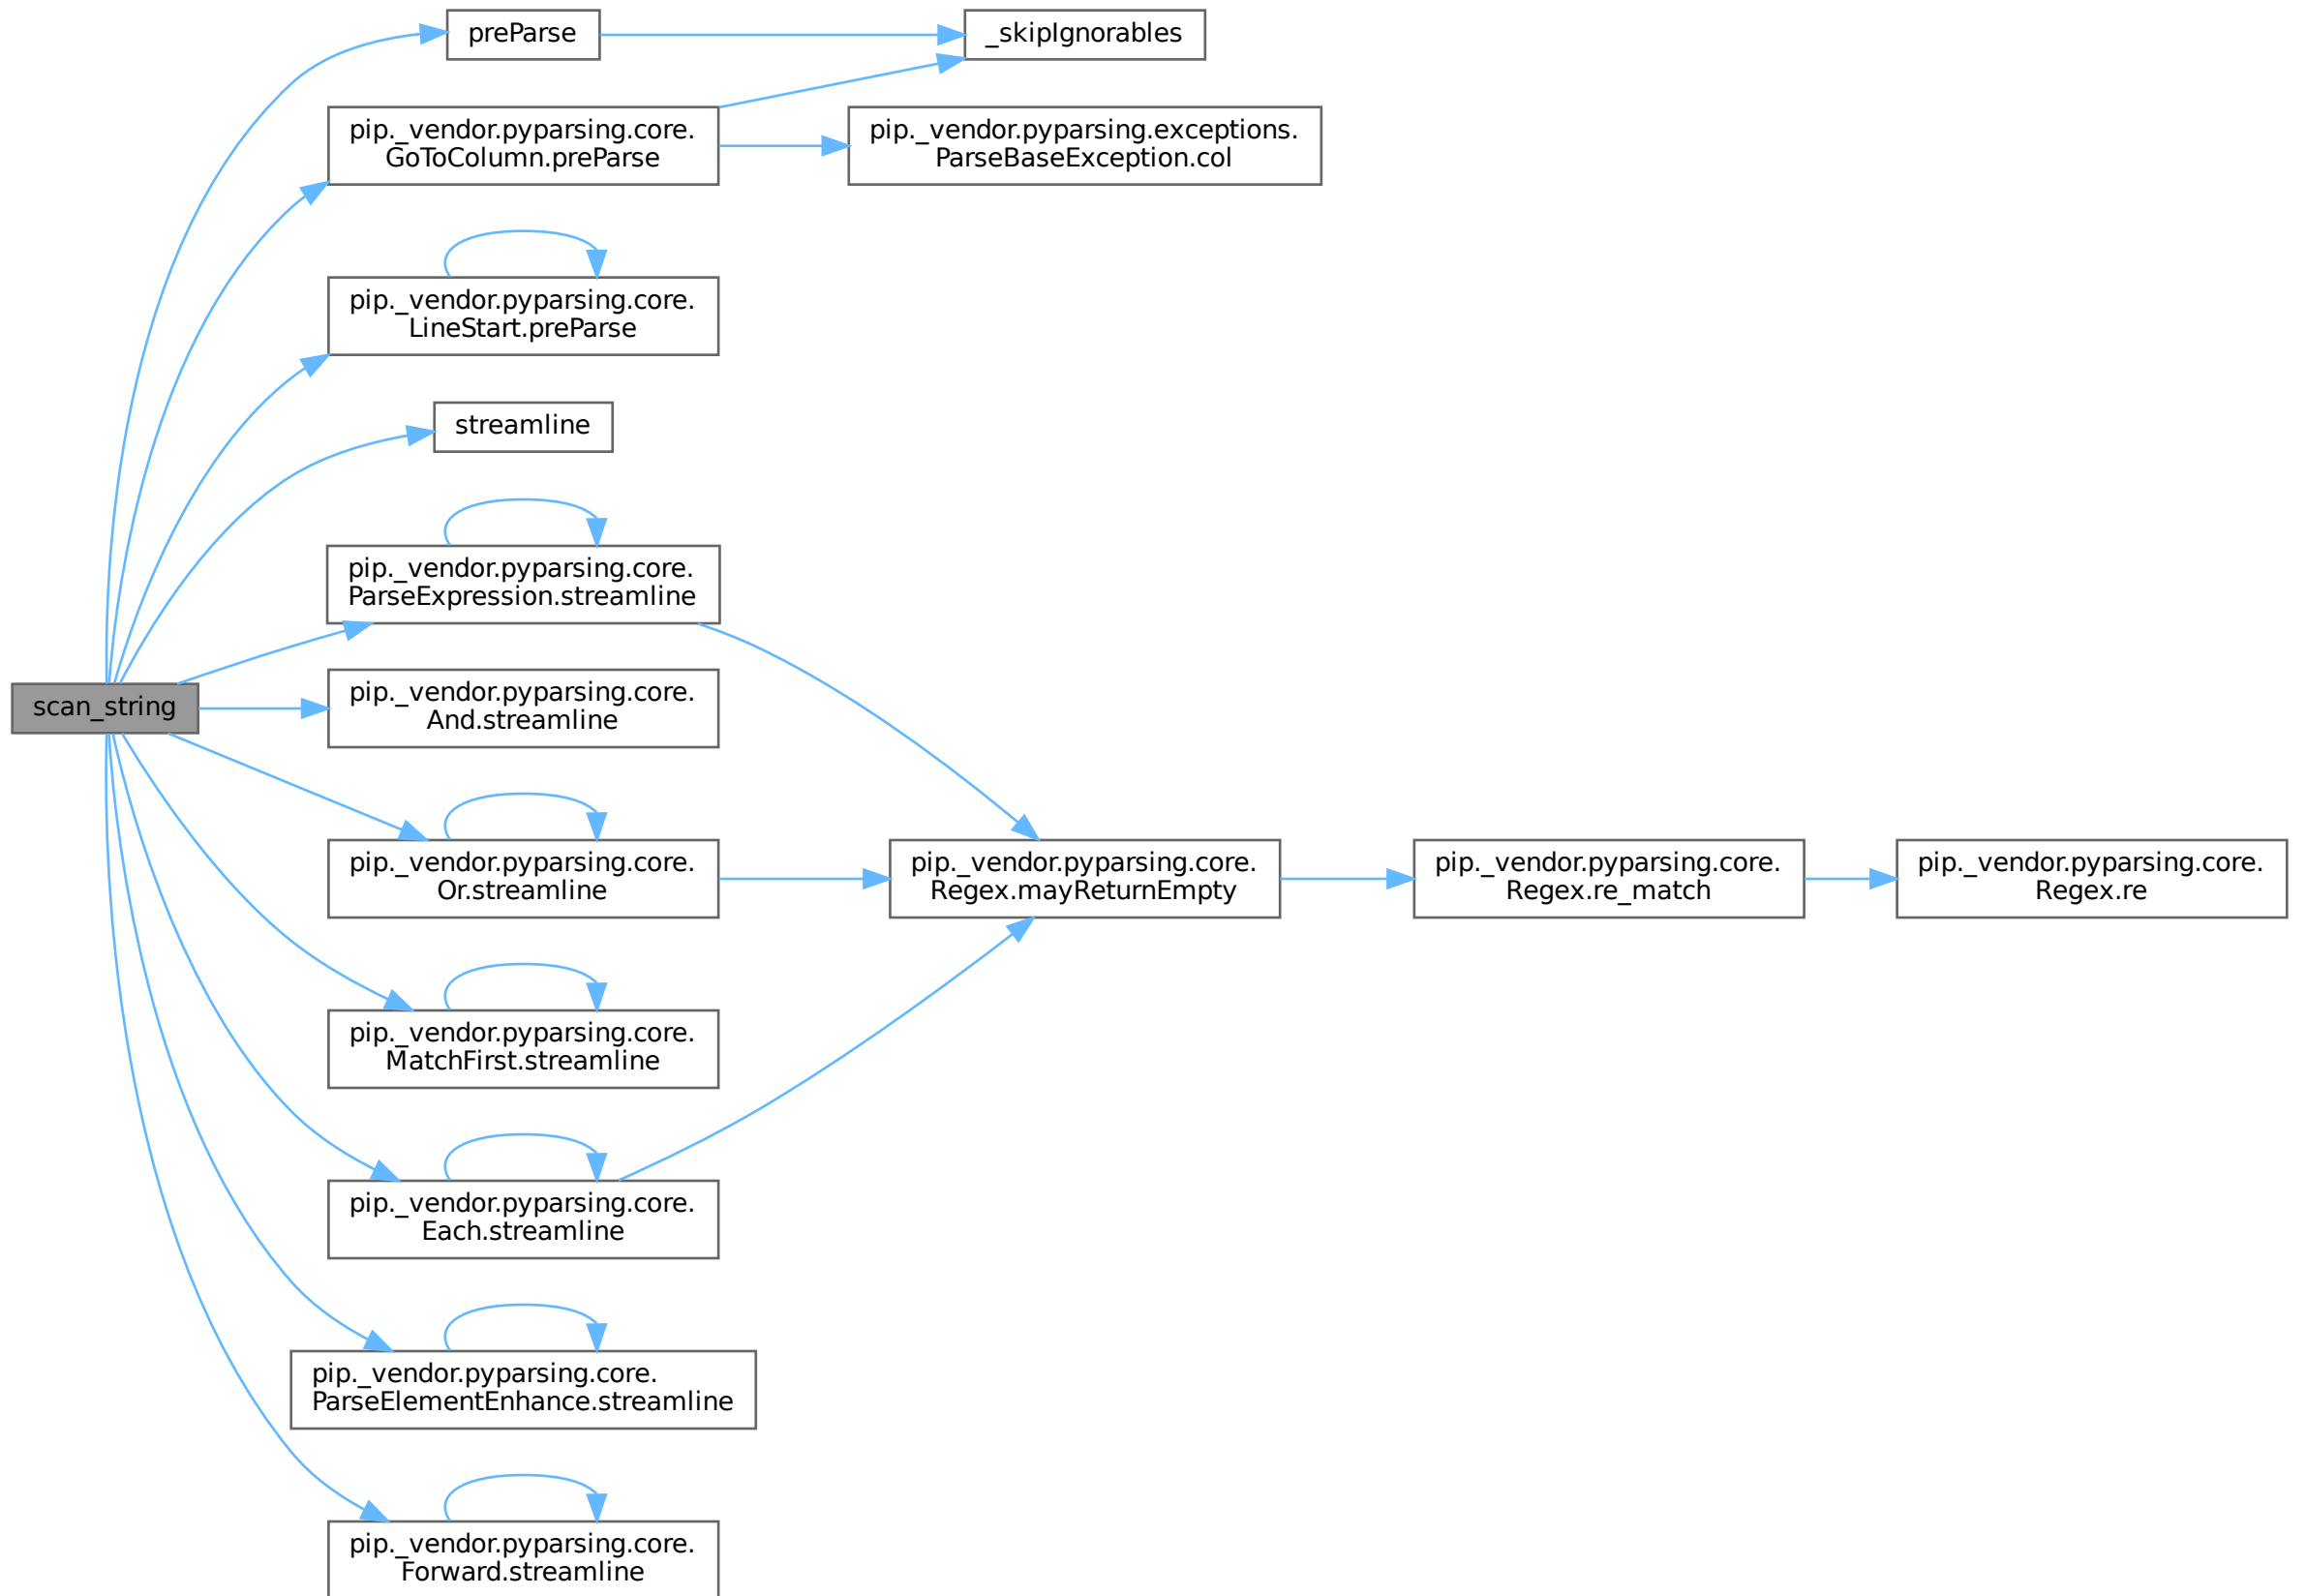 preParse
_skipIgnorables
pip._vendor.pyparsing.core.
GoToColumn.preParse
pip._vendor.pyparsing.exceptions.
ParseBaseException.col
pip._vendor.pyparsing.core.
LineStart.preParse
streamline
pip._vendor.pyparsing.core.
ParseExpression.streamline
scan_string
pip._vendor.pyparsing.core.
And.streamline
pip._vendor.pyparsing.core.
Or.streamline
pip._vendor.pyparsing.core.
Regex.mayReturnEmpty
pip._vendor.pyparsing.core.
Regex.re_match
pip._vendor.pyparsing.core.
Regex.re
pip._vendor.pyparsing.core.
MatchFirst.streamline
pip._vendor.pyparsing.core.
Each.streamline
pip._vendor.pyparsing.core.
ParseElementEnhance.streamline
pip._vendor.pyparsing.core.
Forward.streamline